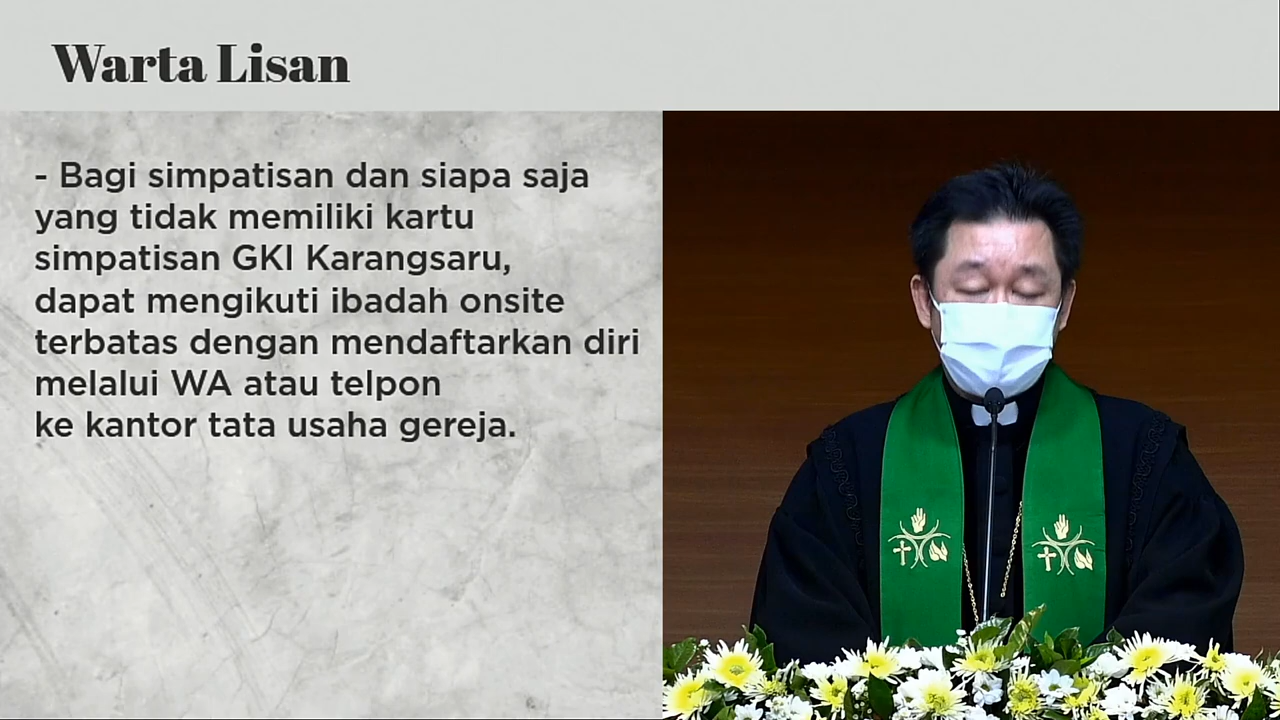 Warta Lisan
- Bagi simpatisan dan siapa saja
yang tidak memiliki kartu
simpatisan GKI Karangsaru,
dapat mengikuti ibadah onsite
terbatas dengan mendaftarkan diri
melalui WA atau telpon
ke kantor tata usaha gereja.